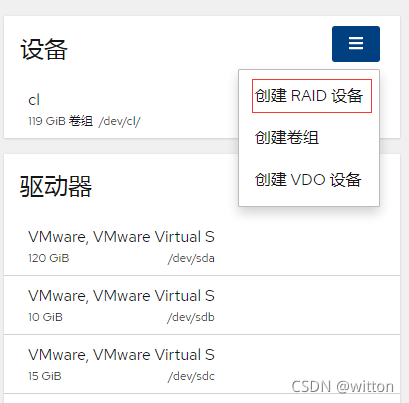 设备
创建 RAID 设备
cl
119 GiB 卷组 /dev/cl/
创建卷组
创建 VDO 设备
驱动器
VMware, VMware Virtual S
120 GiB /dev/sda
VMware, VMware Virtual S
10 GiB /dev/sdb
VMware, VMware Virtual S
15 GiB /dev/sdc
CSDN @witton